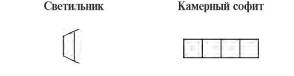 Светильник
Камерный софит